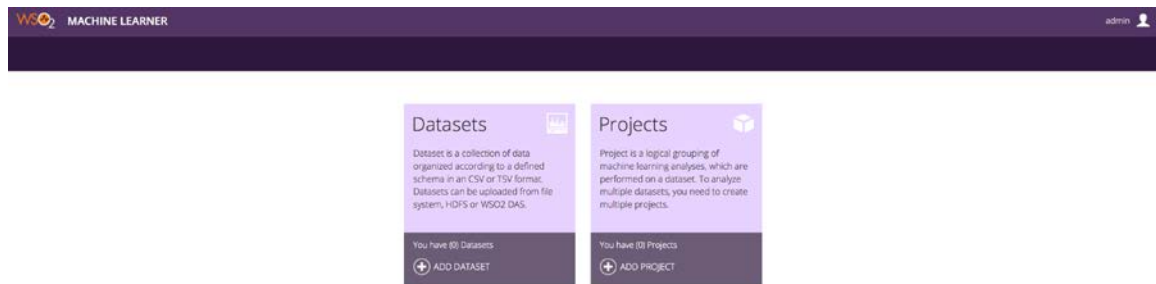 WSO2 MACHINE LEARNER
admin
Datasets
Dataset is a collection of data
organized according to a defined
schema in an CSV or TSV format.
Datasets can be uploaded from file
system, HDFS or WSO2 DAS.
You have (0) Datasets
ADD DATASET
Projects
Project is a logical grouping of
machine learning analyses, which are
performed on a dataset. To analyze
multiple datasets, you need to create
multiple projects.
You have (0) Projects
ADD PROJECT